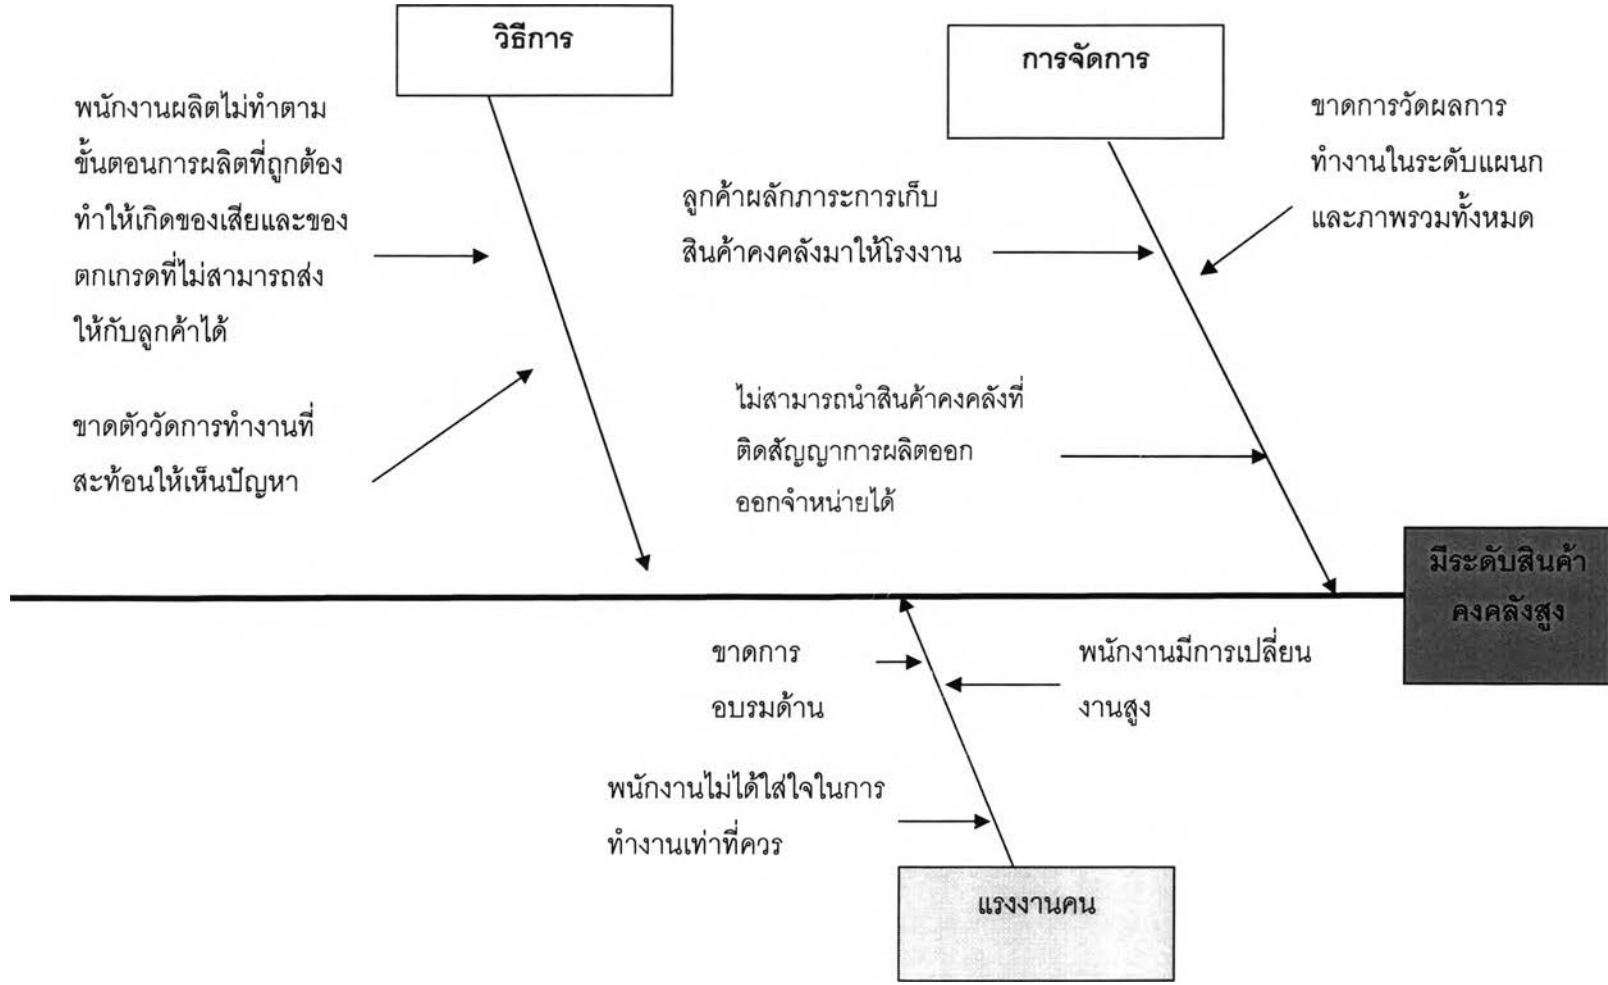 วิธีการ
การจัดการ
พนักงานผลิตไม่ทำตาม
ขั้นตอนการผลิตที่ถูกต้อง
ทำให้เกิดของเสียและของ
ตกเกรดที่ไม่สามารถส่ง
ให้กับลูกค้าได้
ขาดตัววัดการทำงานที่
สะท้อนให้เห็นปัญหา
ลูกค้าผลักภาระการเก็บ
สินค้าคงคลังมาให้โรงงาน
ขาดการวัดผลการ
ทำงานในระดับแผนก
และภาพรวมทั้งหมด
ไม่สามารถนำสินค้าคงคลังที่
ติดสัญญาการผลิตออก
ออกจำหน่ายได้
มีระดับสินค้า
คงคลังสูง
ขาดการ
อบรมด้าน
พนักงานมีการเปลี่ยน
งานสูง
พนักงานไม่ได้ใส่ใจในการ
ทำงานเท่าที่ควร
แรงงานคน